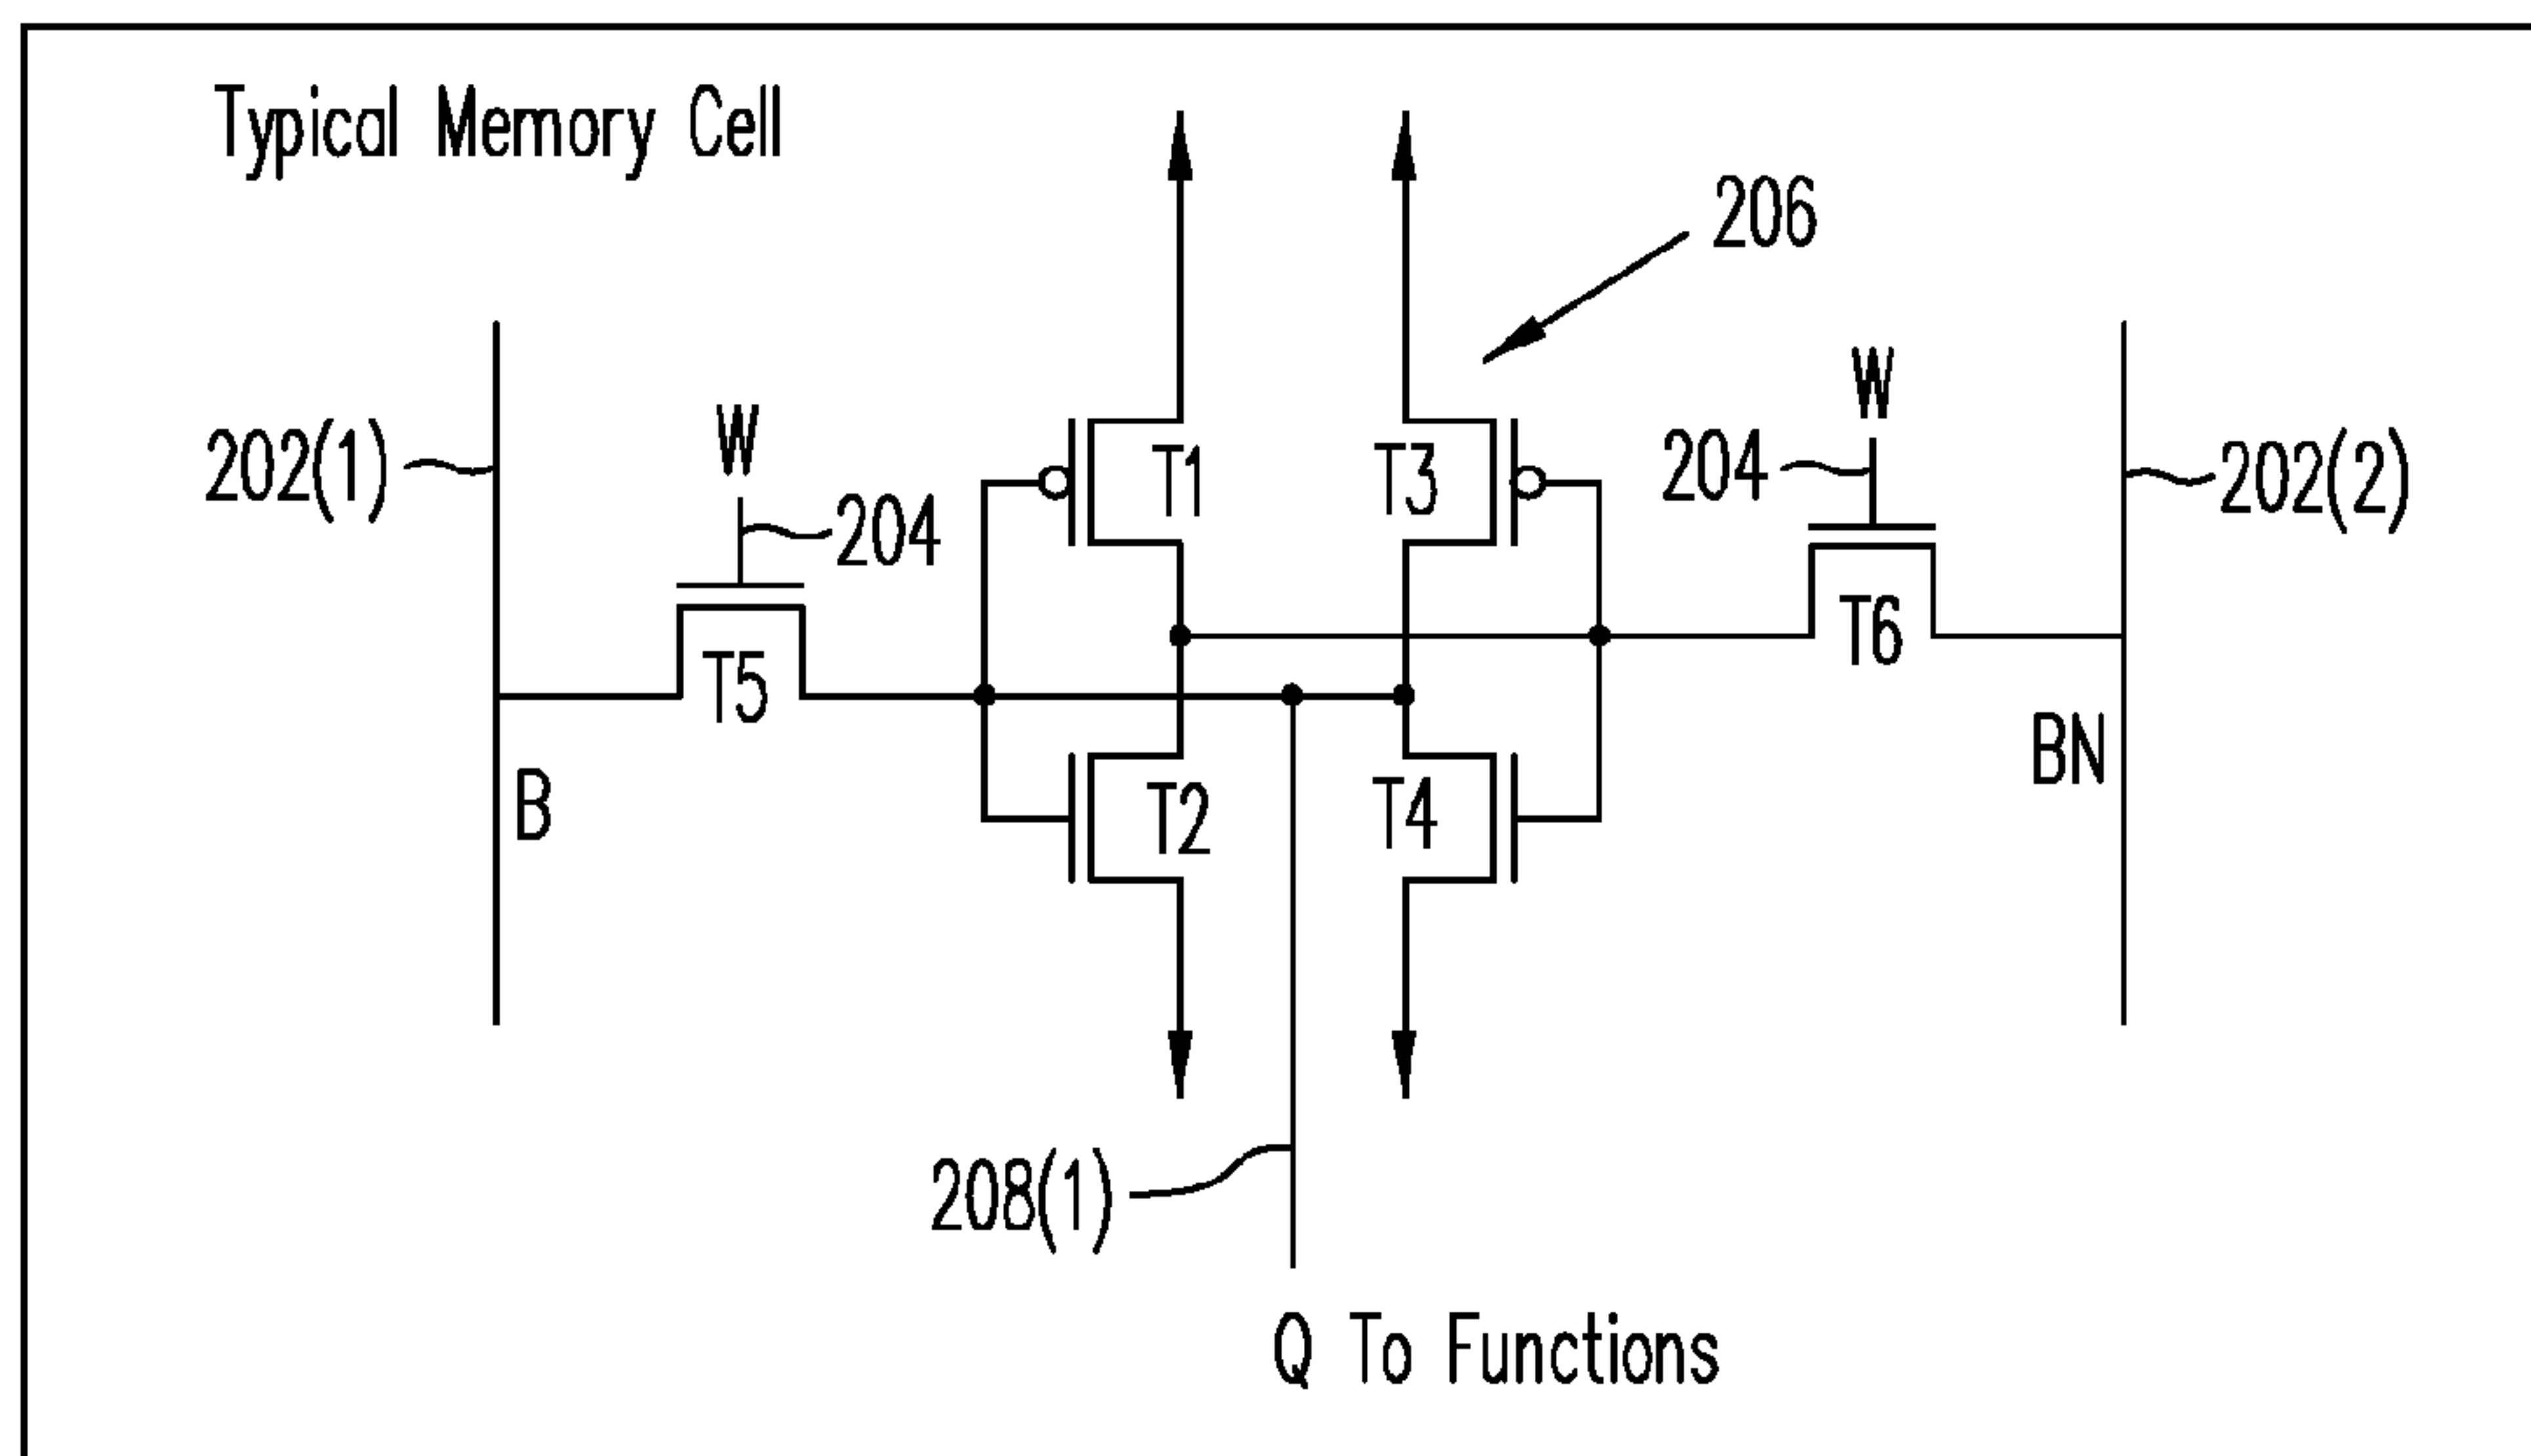 Typical Memory Cell
206
W
W
202(1)
204
204
202(2)
T1
T3
T5
T6
B
BN
T2
T4
208(1)
Q To Functions